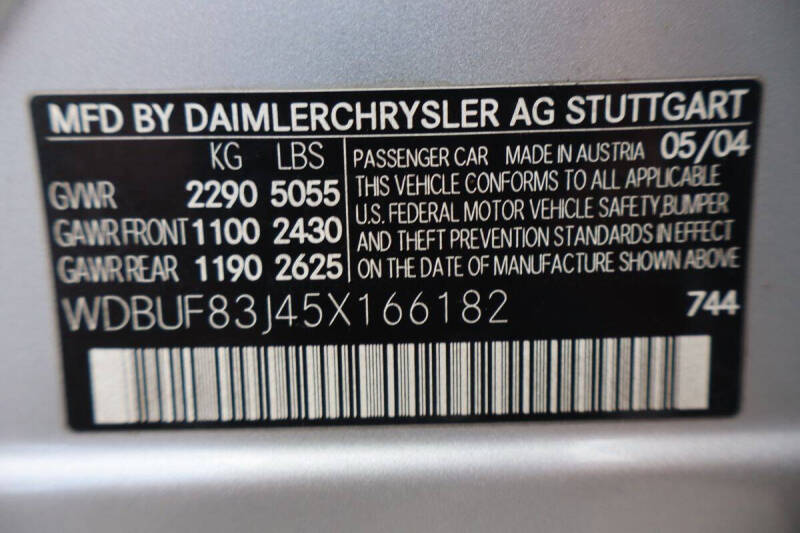 MFD BY DAIMLERCHRYSLER AG STUTTGART
KG LBS
GVWR 2290 5055
GAWR FRONT 1100 2430
GAWR REAR 1190 2625
PASSENGER CAR MADE IN AUSTRIA 05/04
THIS VEHICLE CONFORMS TO ALL APPLICABLE
U.S. FEDERAL MOTOR VEHICLE SAFETY,BUMPER
AND THEFT PREVENTION STANDARDS IN EFFECT
ON THE DATE OF MANUFACTURE SHOWN ABOVE
WDBUF83J45X166182 744